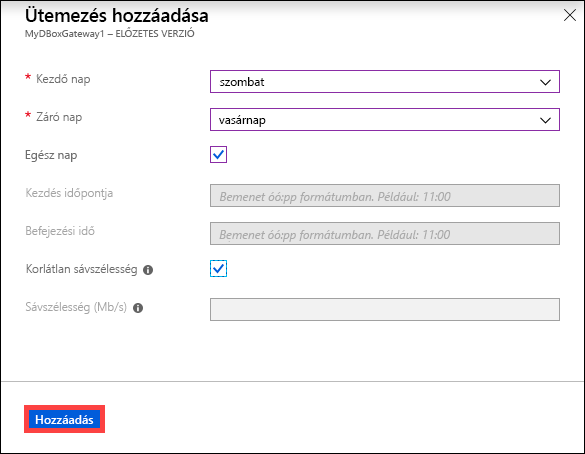 Ütemezés hozzáadása
MyDBoxGateway1 – ELŐZETES VERZIÓ
* Kezdő nap
szombat
* Záró nap
vasárnap
Egész nap
Kezdés időpontja
Bemenet óó:pp formátumban. Például: 11:00
Befejezési idő
Bemenet óó:pp formátumban. Például: 11:00
Korlátlan sávszélesség
Sávszélesség (Mb/s)
Hozzáadás